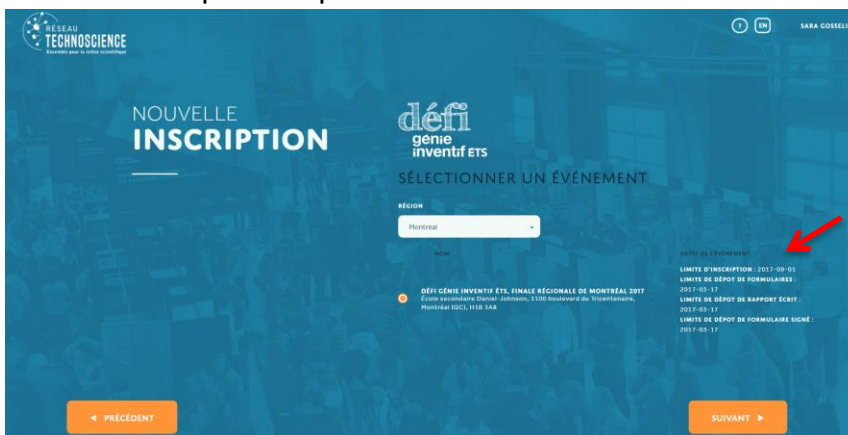 RÉSEAU
TECHNOSCIENCE
? EN SARA GOSSELI
NOUVELLE
INSCRIPTION
défi
génie
inventif ÉTS
SÉLECTIONNER UN ÉVÉNEMENT
RÉGION
Montréal
NOM
DATES DE L'ÉVÉNEMENT
DÉFI GÉNIE INVENTIF ÉTS, FINALE RÉGIONALE DE MONTRÉAL 2017
École secondaire Daniel-Johnson, 1100 boulevard du Tricentenaire,
Montréal (QC), H1B 3A8
LIMITE D'INSCRIPTION : 2017-09-01
LIMITE DE DÉPOT DE FORMULAIRES :
2017-03-17
LIMITE DE DÉPOT DE RAPPORT ÉCRIT :
2017-03-17
LIMITE DE DÉPOT DE FORMULAIRE SIGNÉ :
2017-03-17
◄ PRÉCÉDENT
SUIVANT ►